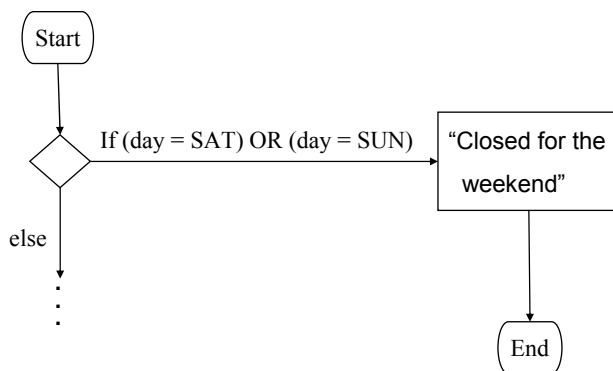 Start
If (day = SAT) OR (day = SUN)
“Closed for the
weekend”
else
End